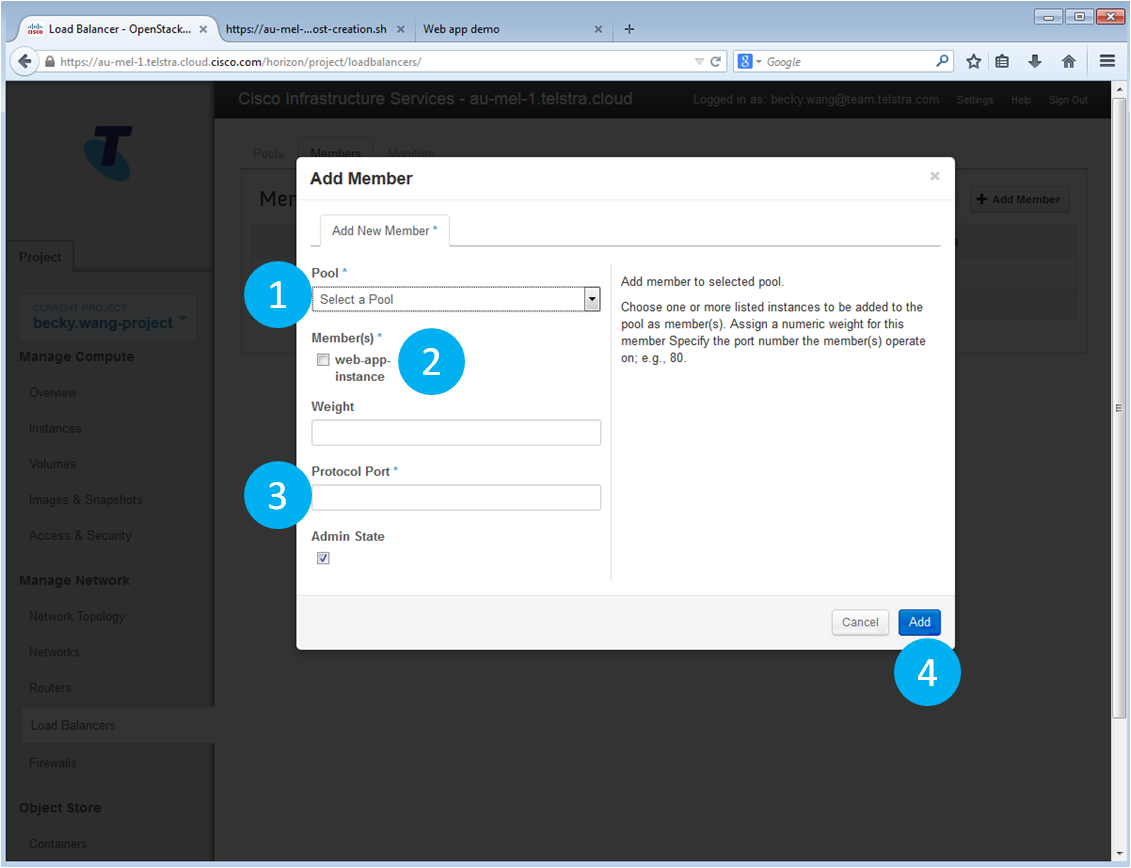 Load Balancer - OpenStack...
https://au-mel-...ost-creation.sh
Web app demo
https://au-mel-1.telstra.cloud.cisco.com/horizon/project/loadbalancers/
Google
Cisco Infrastructure Services - au-mel-1.telstra.cloud
Logged in as: becky.wang@team.telstra.com
Settings
Help
Sign Out
Pools
Members
Monitors
Mem
+ Add Member
Project
CURRENT PROJECT
becky.wang-project
Manage Compute
Overview
Instances
Volumes
Images & Snapshots
Access & Security
Manage Network
Network Topology
Networks
Routers
Load Balancers
Firewalls
Object Store
Containers
Add Member
Add New Member *
1
Pool *
Select a Pool
Member(s) *
web-app-
instance
2
Weight
3
Protocol Port *
Admin State
Add member to selected pool.
Choose one or more listed instances to be added to the
pool as member(s). Assign a numeric weight for this
member Specify the port number the member(s) operate
on; e.g., 80.
Cancel
Add
4